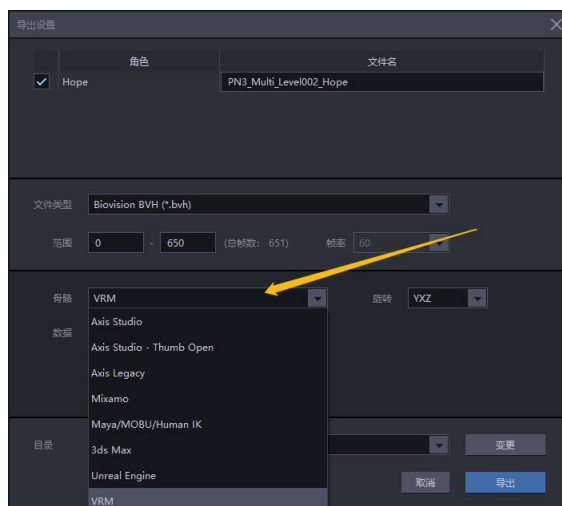 导出设置
角色 文件名
Hope PN3_Multi_Level002_Hope
文件类型 Biovision BVH (*.bvh)
范围 0 - 650 (总帧数: 651) 帧率 60
骨骼 VRM 旋转 YXZ
数据 Axis Studio
Axis Studio - Thumb Open
Axis Legacy
Mixamo
Maya/MOBU/Human IK
目录 3ds Max 变更
Unreal Engine 取消 导出
VRM